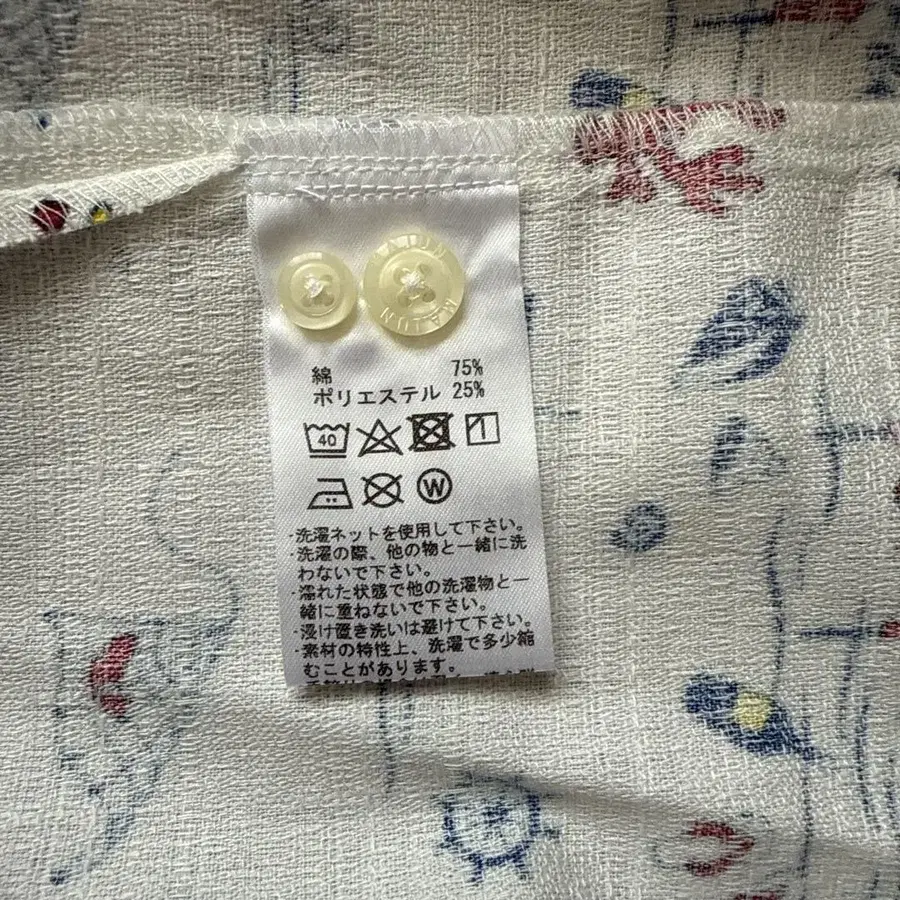 MAJUN
MAJUN
綿 75%
ポリエステル 25%
40
W
・洗濯ネットを使用して下さい。
・洗濯の際、他の物と一緒に洗
わないで下さい。
・濡れた状態で他の洗濯物と一
緒に重ねないで下さい。
・浸け置き洗いは避けて下さい。
・素材の特性上、洗濯で多少縮
むことがあります。